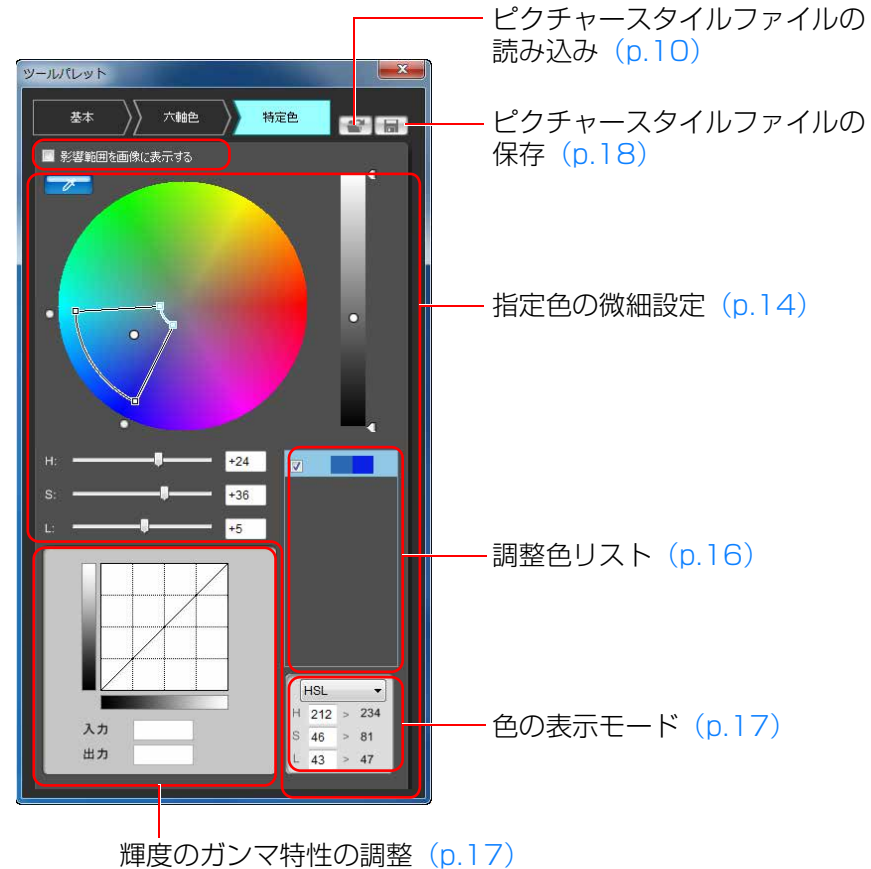 ピクチャースタイルファイルの
読み込み（p.10）
ツールパレット
基本
六軸色
特定色
ピクチャースタイルファイルの
保存（p.18）
影響範囲を画像に表示する
指定色の微細設定（p.14）
H: +24
S: +36
L: +5
調整色リスト（p.16）
HSL
H 212 > 234
S 46 > 81
L 43 > 47
色の表示モード（p.17）
入力
出力
輝度のガンマ特性の調整（p.17）